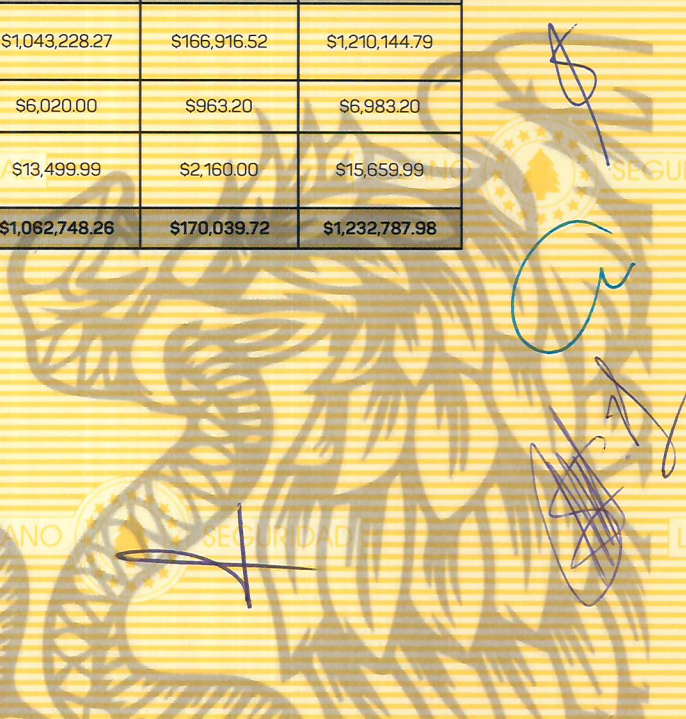 $1,043,228.27 $166,916.52 $1,210,144.79
$6,020.00 $963.20 $6,983.20
$13,499.99 $2,160.00 $15,659.99
ANO SEGU
$1,062,748.26 $170,039.72 $1,232,787.98
ANO SEGURIDAD L